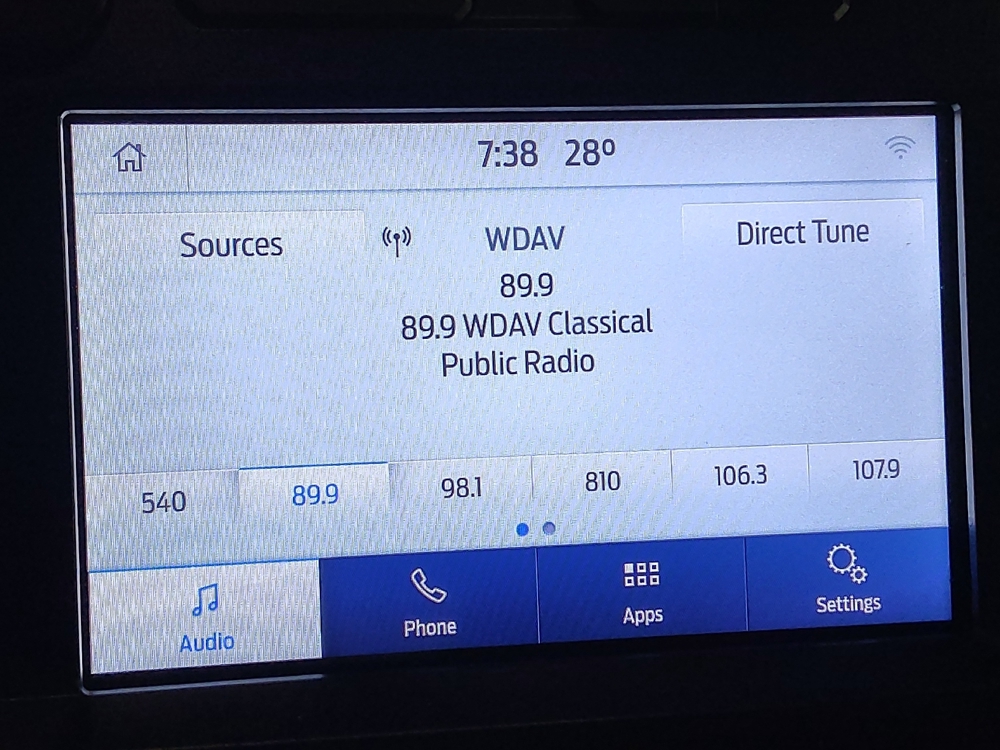 7:38 28º
Sources WDAV Direct Tune
89.9
89.9 WDAV Classical
Public Radio
540 89.9 98.1 810 106.3 107.9
Audio Phone Apps Settings